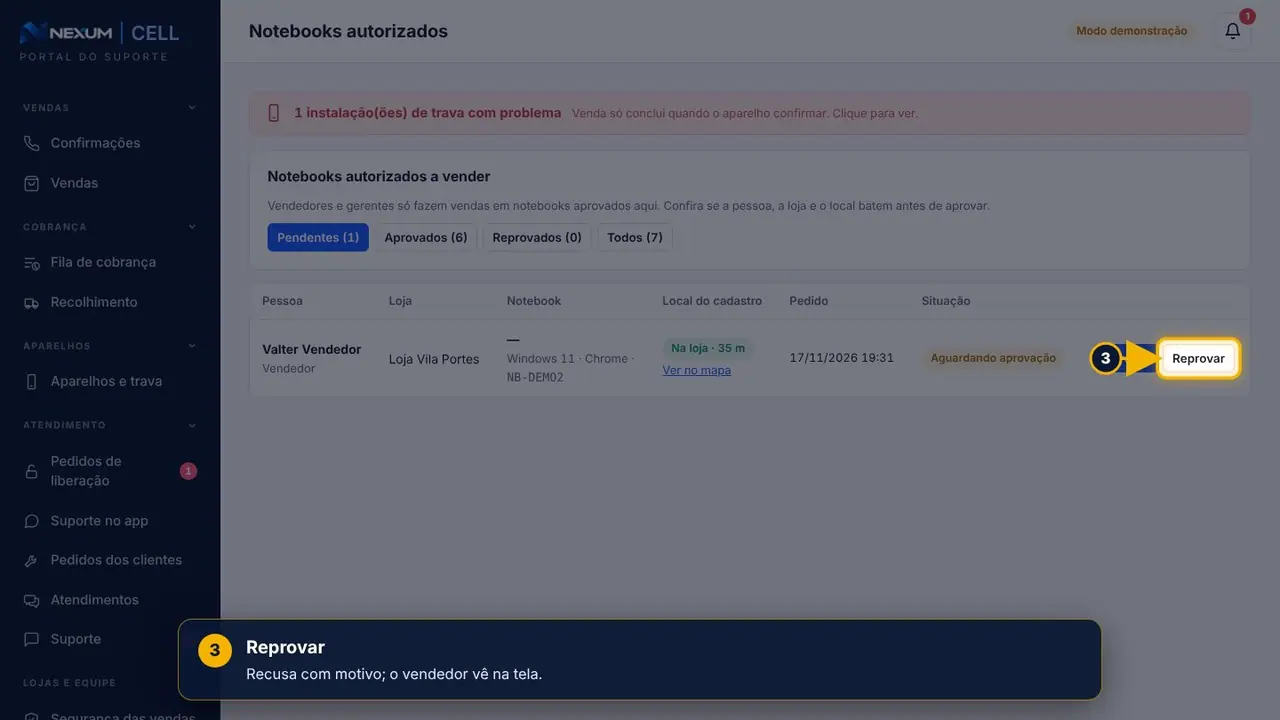 NEXUM | CELL
PORTAL DO SUPORTE
VENDAS
Confirmações
Vendas
COBRANÇA
Fila de cobrança
Recolhimento
APARELHOS
Aparelhos e trava
ATENDIMENTO
Pedidos de
liberação
1
Suporte no app
Pedidos dos clientes
Atendimentos
Suporte
LOJAS E EQUIPE
Segurança das vendas
Notebooks autorizados
Modo demonstração
1
1 instalação(ões) de trava com problema Venda só conclui quando o aparelho confirmar. Clique para ver.
Notebooks autorizados a vender
Vendedores e gerentes só fazem vendas em notebooks aprovados aqui. Confira se a pessoa, a loja e o local batem antes de aprovar.
Pendentes (1) Aprovados (6) Reprovados (0) Todos (7)
Pessoa Loja Notebook Local do cadastro Pedido Situação
Valter Vendedor
Vendedor
Loja Vila Portes
—
Windows 11 · Chrome ·
NB-DEMO2
Na loja · 35 m
Ver no mapa
17/11/2026 19:31
Aguardando aprovação
3
Reprovar
3
Reprovar
Recusa com motivo; o vendedor vê na tela.